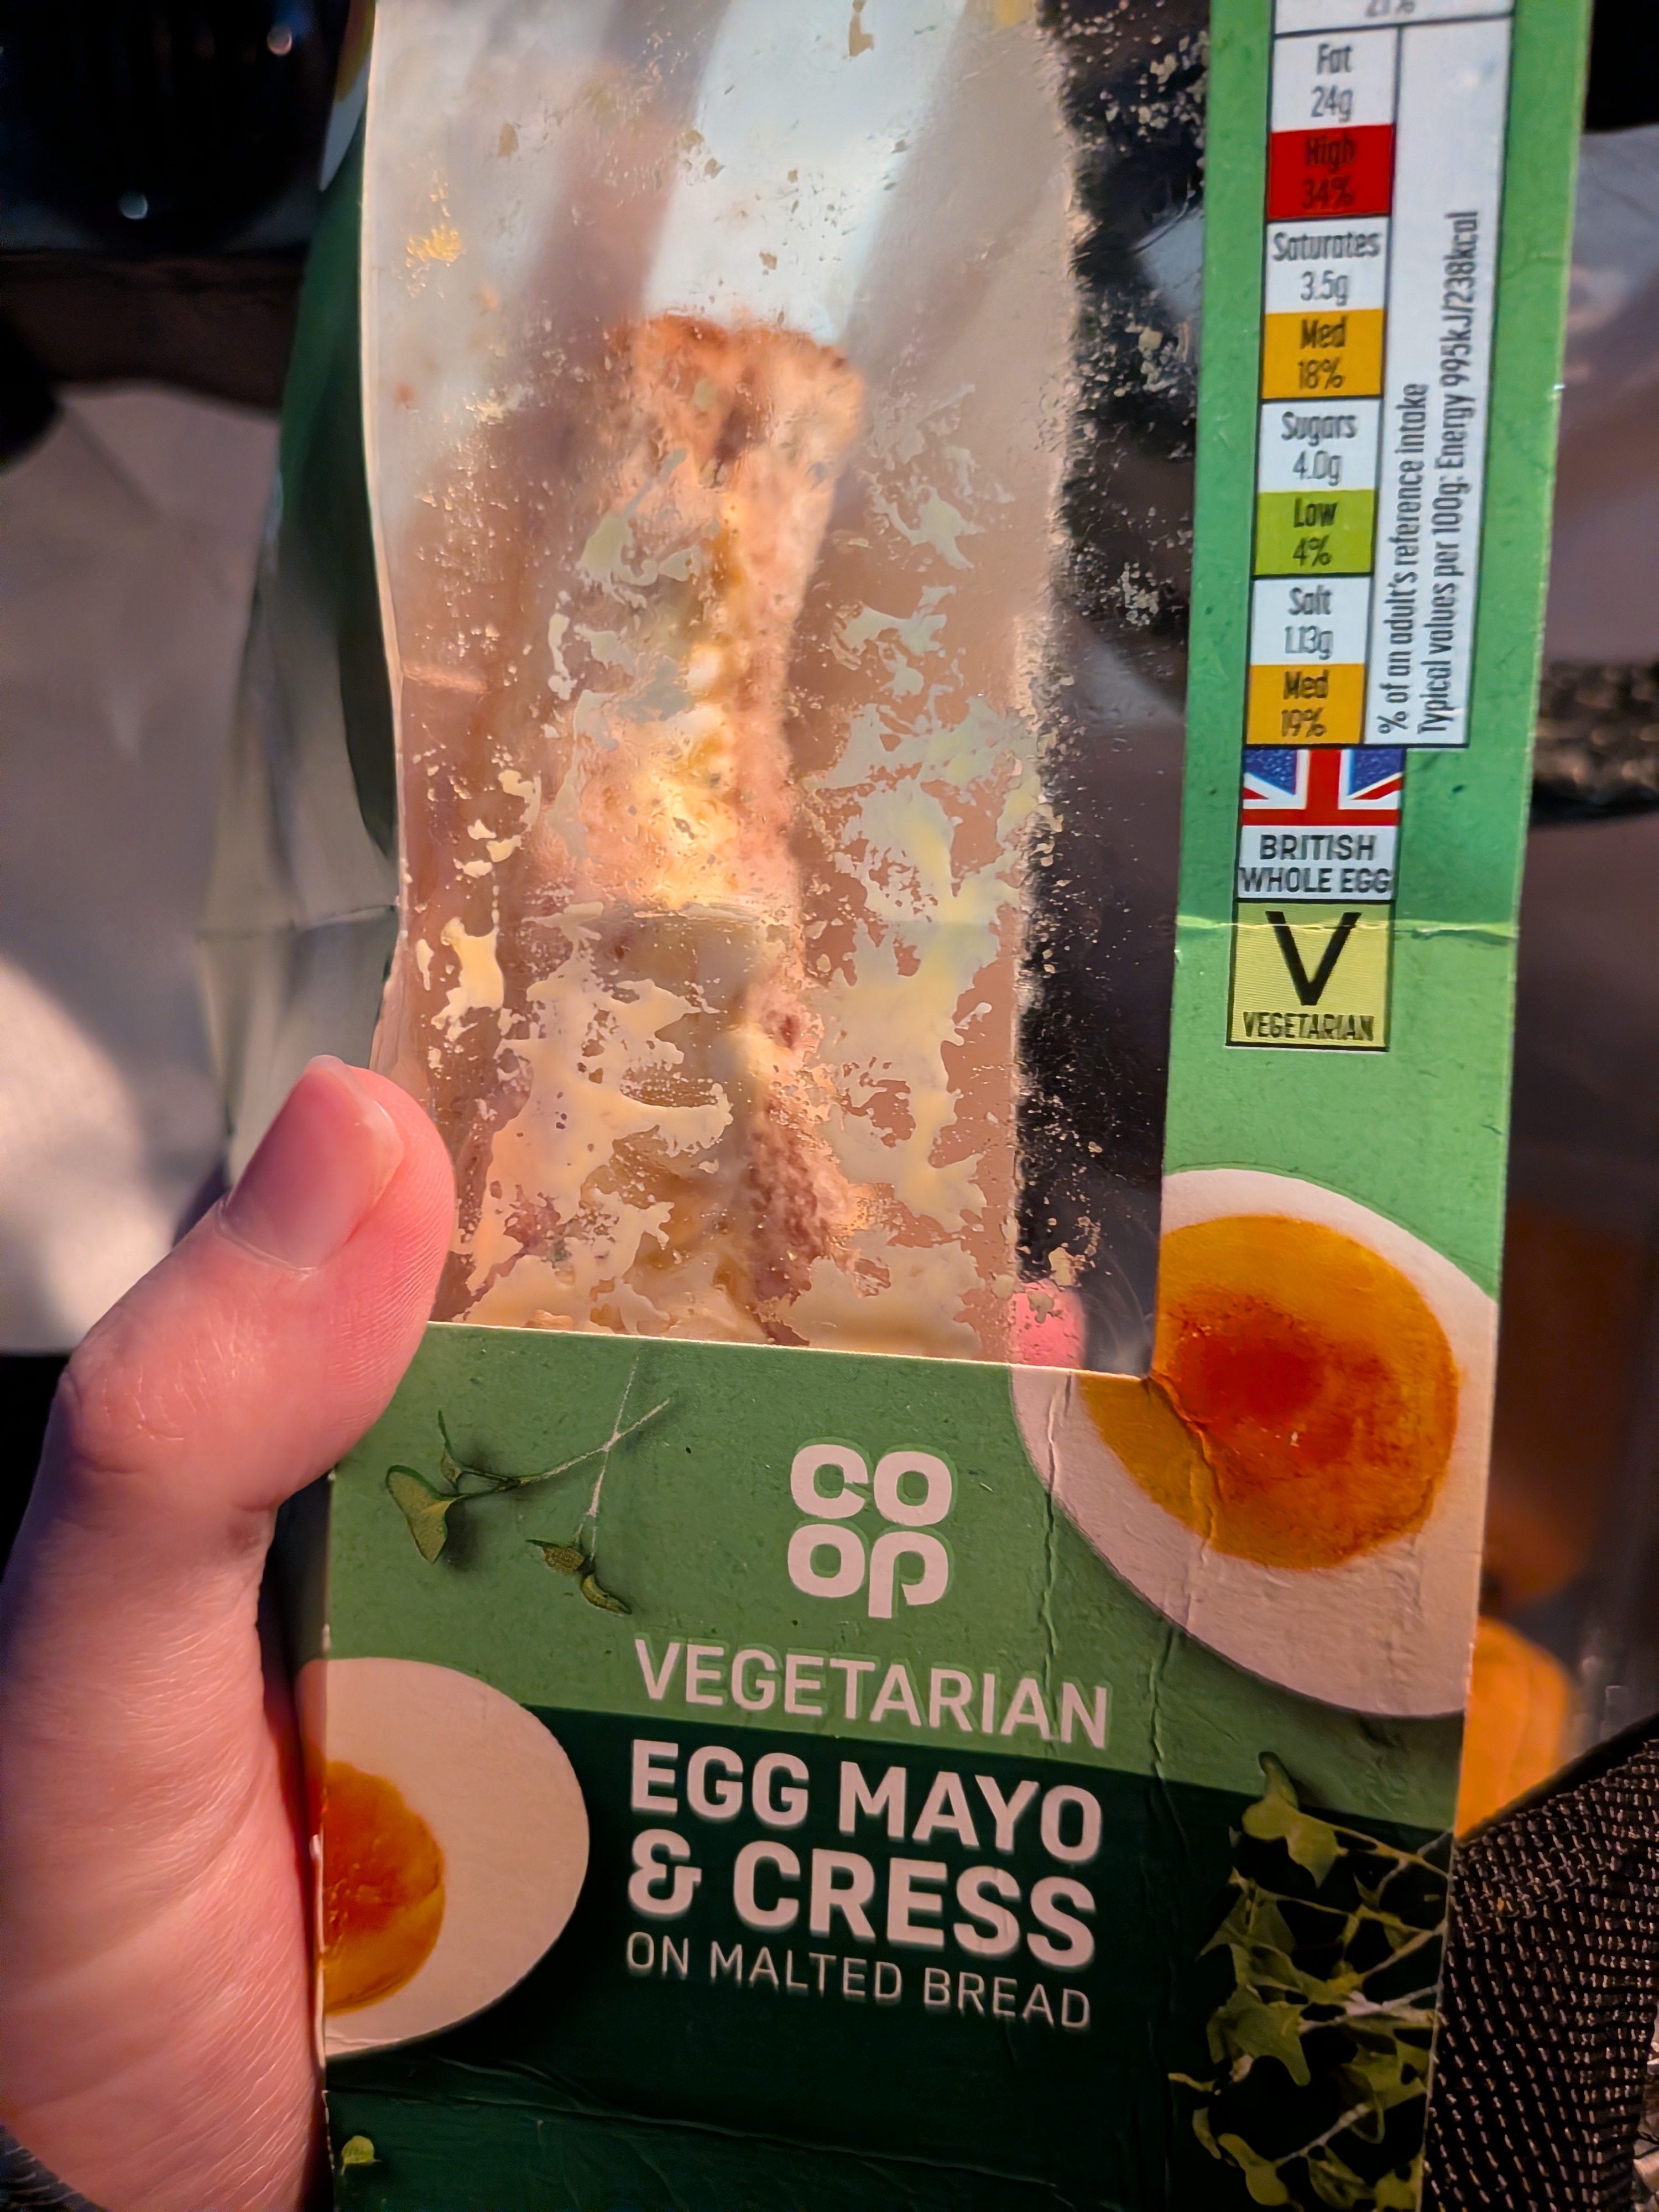 21%
Fat
24g
High
34%
Saturates
3.5g
Med
18%
Sugars
4.0g
Low
4%
Salt
1.13g
Med
19%
% of an adult's reference intake
Typical values per 100g: Energy 995kJ/238kcal
BRITISH
WHOLE EGG
V
VEGETARIAN
CO
OP
VEGETARIAN
EGG MAYO
& CRESS
ON MALTED BREAD